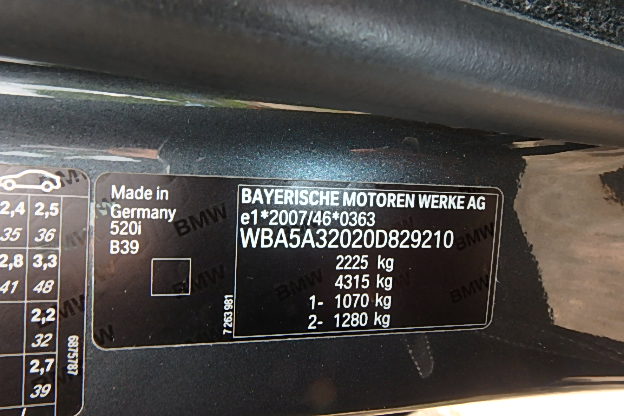 2,4 2,5
35 36
2,8 3,3
41 48
2,2
32
2,7
39
6875787
Made in
Germany
520i
B39
7 263 981
BAYERISCHE MOTOREN WERKE AG
e1*2007/46*0363
WBA5A32020D829210
2225 kg
4315 kg
1- 1070 kg
2- 1280 kg
BMW
BMW
BMW
BMW
BMW